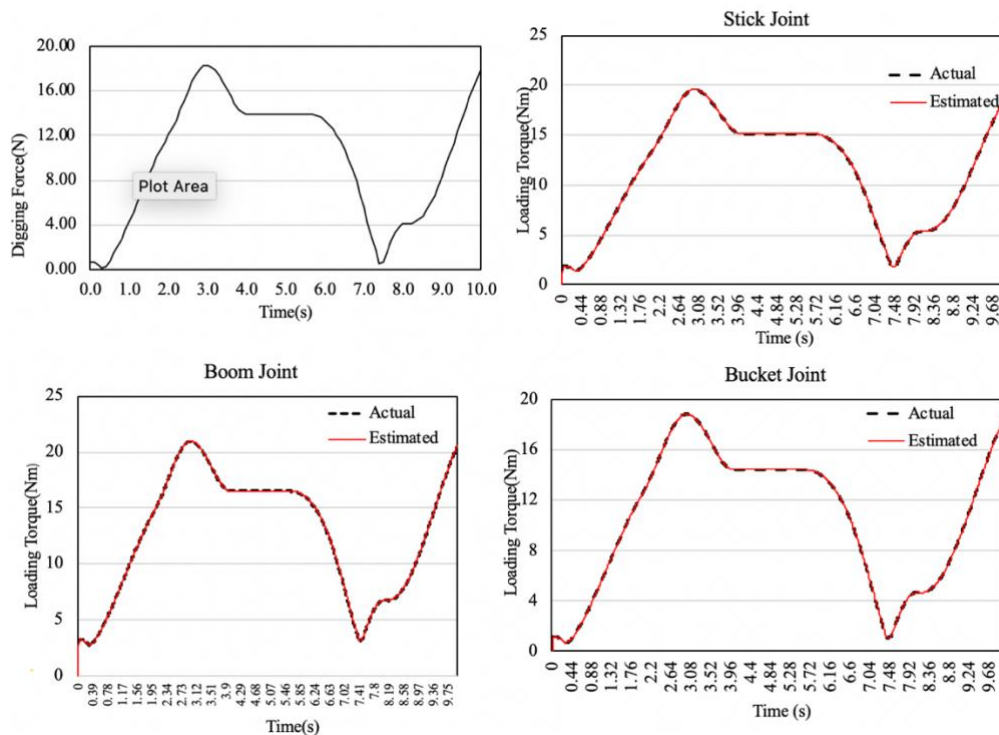 20.00
16.00
12.00
8.00
4.00
0.00
Digging Force(N)
Plot Area
0.0 1.0 2.0 3.0 4.0 5.0 6.0 7.0 8.0 9.0 10.0
Time(s)
Stick Joint
25
20
15
10
5
0
Loading Torque(Nm)
Actual
Estimated
0 0.44 0.88 1.32 1.76 2.2 2.64 3.08 3.52 3.96 4.4 4.84 5.28 5.72 6.16 6.6 7.04 7.48 7.92 8.36 8.8 9.24 9.68
Time (s)
Boom Joint
25
20
15
10
5
0
Loading Torque(Nm)
Actual
Estimated
0 0.39 0.78 1.17 1.56 1.95 2.34 2.73 3.12 3.51 3.9 4.29 4.68 5.07 5.46 5.85 6.24 6.63 7.02 7.41 7.8 8.19 8.58 8.97 9.36 9.75
Time(s)
Bucket Joint
20
16
12
8
4
0
Loading Torque(Nm)
Actual
Estimated
0 0.44 0.88 1.32 1.76 2.2 2.64 3.08 3.52 3.96 4.4 4.84 5.28 5.72 6.16 6.6 7.04 7.48 7.92 8.36 8.8 9.24 9.68
Time (s)